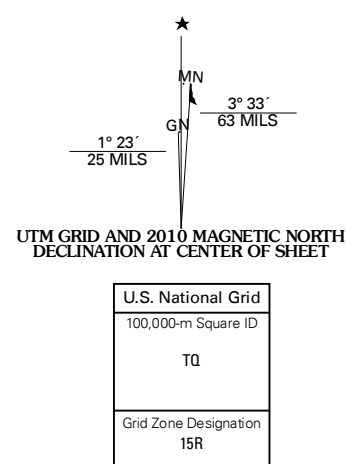 ★
MN
GN
3° 33´
63 MILS
1° 23´
25 MILS
UTM GRID AND 2010 MAGNETIC NORTH
DECLINATION AT CENTER OF SHEET
U.S. National Grid
100,000-m Square ID
TQ
Grid Zone Designation
15R